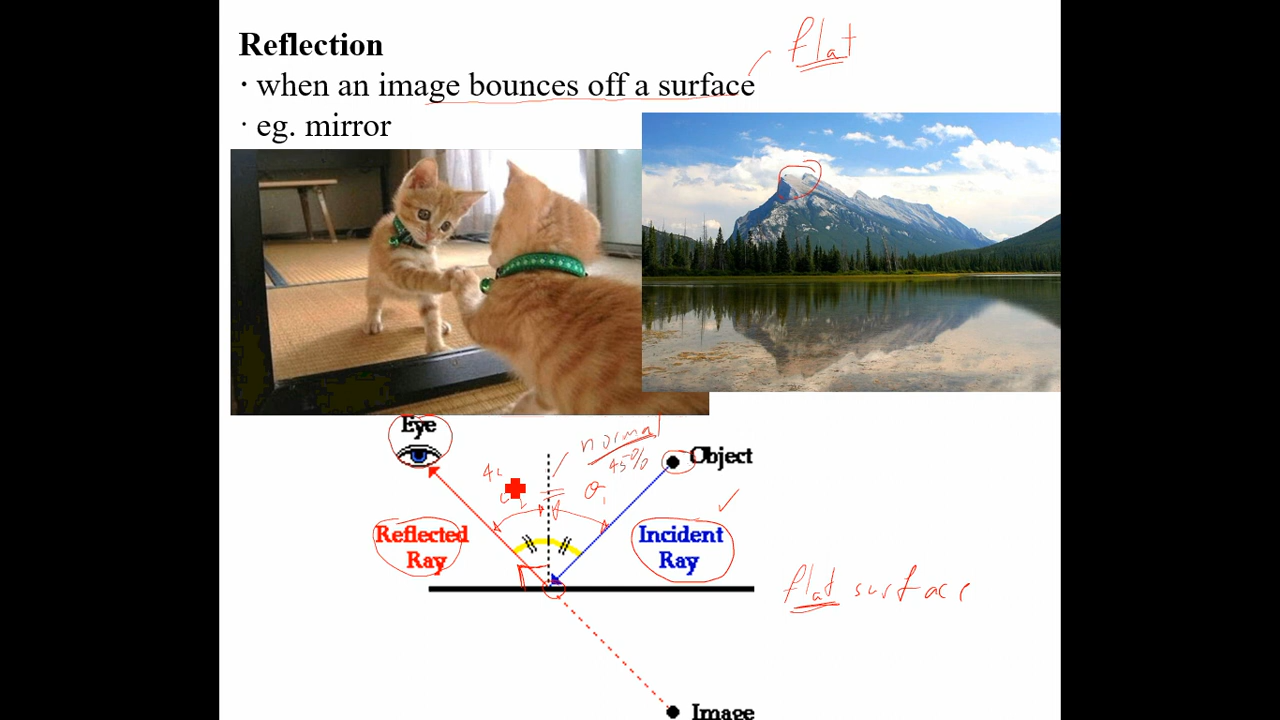 Reflection
flat
· when an image bounces off a surface
· eg. mirror
Eye
normal
45%
Object
θ₁
Reflected
Ray
Incident
Ray
flat surface
Image